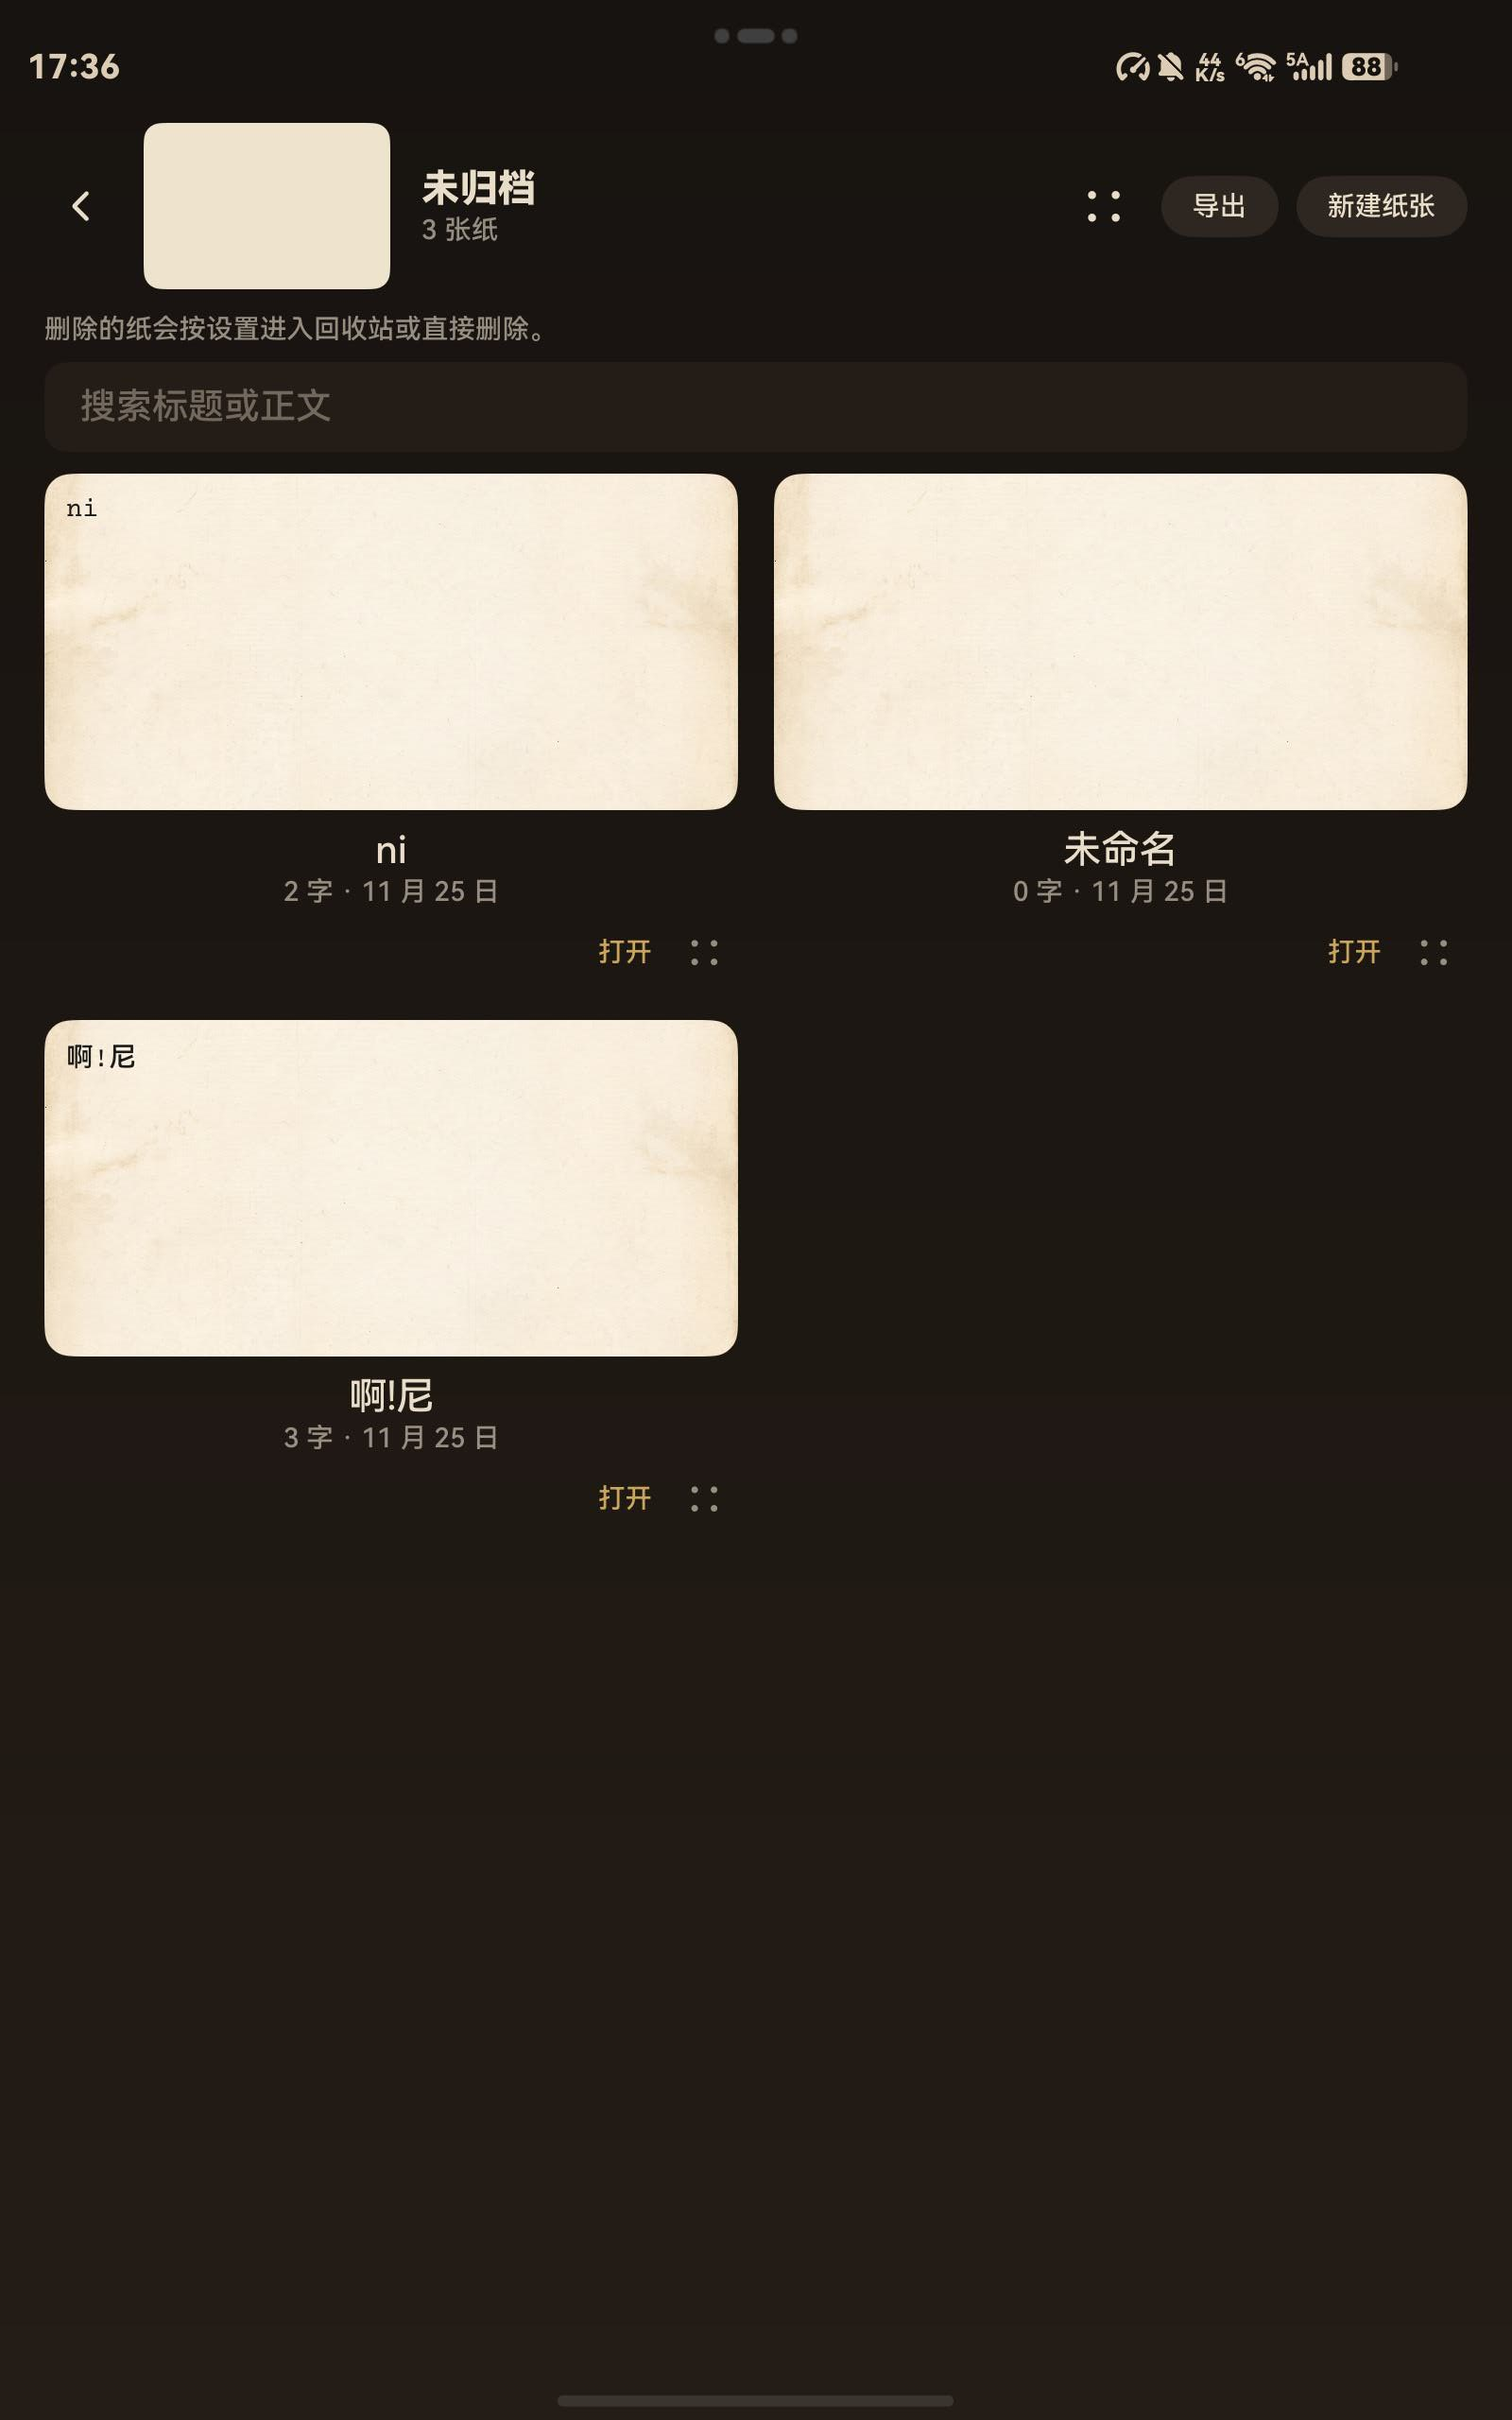 17:36
44 K/s
6
5A
88
未归档
3 张纸
导出
新建纸张
删除的纸会按设置进入回收站或直接删除。
搜索标题或正文
ni
ni
2 字 · 11 月 25 日
打开
未命名
0 字 · 11 月 25 日
打开
啊!尼
啊!尼
3 字 · 11 月 25 日
打开